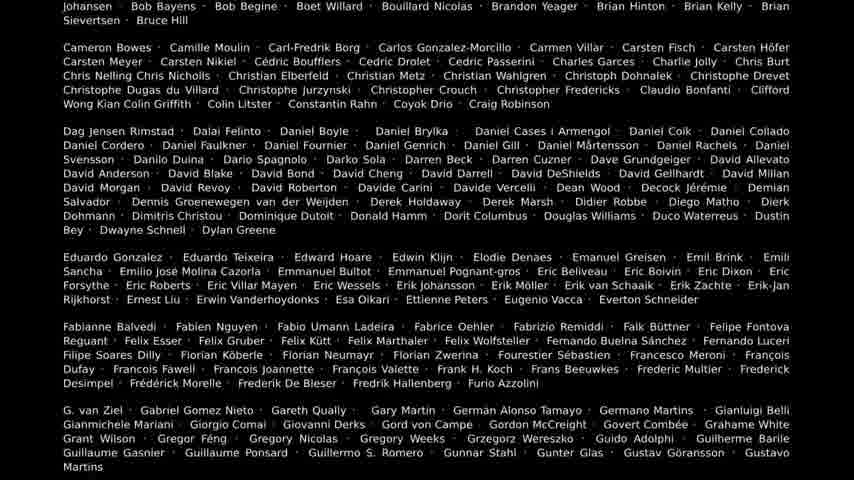 Johansen · Bob Bayens · Bob Begine · Boet Willard · Bouillard Nicolas · Brandon Yeager · Brian Hinton · Brian Kelly · Brian
Sievertsen · Bruce Hill
Cameron Bowes · Camille Moulin · Carl-Fredrik Borg · Carlos Gonzalez-Morcillo · Carmen Villar · Carsten Fisch · Carsten Höfer
Carsten Meyer · Carsten Nikiel · Cédric Boufflers · Cedric Drolet · Cedric Passerini · Charles Garces · Charlie Jolly · Chris Burt
Chris Nelling Chris Nicholls · Christian Elberfeld · Christian Metz · Christian Wahlgren · Christoph Dohnalek · Christophe Drevet
Christophe Dugas du Villard · Christophe Jurzynski · Christopher Crouch · Christopher Fredericks · Claudio Bonfanti · Clifford
Wong Kian Colin Griffith · Colin Litster · Constantin Rahn · Coyok Drio · Craig Robinson
Dag Jensen Rimstad · Dalai Felinto · Daniel Boyle · Daniel Brylka · Daniel Cases i Armengol · Daniel Coik · Daniel Collado
Daniel Cordero · Daniel Faulkner · Daniel Fournier · Daniel Genrich · Daniel Gill · Daniel Mårtensson · Daniel Rachels · Daniel
Svensson · Danilo Duina · Dario Spagnolo · Darko Sola · Darren Beck · Darren Cuzner · Dave Grundgeiger · David Allevato
David Anderson · David Blake · David Bond · David Cheng · David Darrell · David DeShields · David Gellhardt · David Milian
David Morgan · David Revoy · David Roberton · Davide Carini · Davide Vercelli · Dean Wood · Decock Jérémie · Demian
Salvador · Dennis Groenewegen van der Weijden · Derek Holdaway · Derek Marsh · Didier Robbe · Diego Matho · Dierk
Dohmann · Dimitris Christou · Dominique Dutoit · Donald Hamm · Dorit Columbus · Douglas Williams · Duco Waterreus · Dustin
Bey · Dwayne Schnell · Dylan Greene
Eduardo Gonzalez · Eduardo Teixeira · Edward Hoare · Edwin Klijn · Elodie Denaes · Emanuel Greisen · Emil Brink · Emili
Sancha · Emilio José Molina Cazorla · Emmanuel Bultot · Emmanuel Pognant-gros · Eric Beliveau · Eric Boivin · Eric Dixon · Eric
Forsythe · Eric Roberts · Eric Villar Mayen · Eric Wessels · Erik Johansson · Erik Möller · Erik van Schaaik · Erik Zachte · Erik-Jan
Rijkhorst · Ernest Liu · Erwin Vanderhoydonks · Esa Oikari · Ettienne Peters · Eugenio Vacca · Everton Schneider
Fabianne Balvedi · Fabien Nguyen · Fabio Umann Ladeira · Fabrice Oehler · Fabrizio Remiddi · Falk Büttner · Felipe Fontova
Reguant · Felix Esser · Felix Gruber · Felix Kütt · Felix Marthaler · Felix Wolfsteller · Fernando Buelna Sánchez · Fernando Luceri
Filipe Soares Dilly · Florian Köberle · Florian Neumayr · Florian Zwerina · Fourestier Sébastien · Francesco Meroni · François
Dufay · Francois Fawell · Francois Joannette · François Valette · Frank H. Koch · Frans Beeuwkes · Frederic Multier · Frederick
Desimpel · Frédérick Morelle · Frederik De Bleser · Fredrik Hallenberg · Furio Azzolini
G. van Ziel · Gabriel Gomez Nieto · Gareth Qually · Gary Martin · Germán Alonso Tamayo · Germano Martins · Gianluigi Belli
Gianmichele Mariani · Giorgio Comai · Giovanni Derks · Gord von Campe · Gordon McCreight · Govert Combée · Grahame White
Grant Wilson · Gregor Féng · Gregory Nicolas · Gregory Weeks · Grzegorz Wereszko · Guido Adolphi · Guilherme Barile
Guillaume Gasnier · Guillaume Ponsard · Guillermo S. Romero · Gunnar Stahl · Gunter Glas · Gustav Göransson · Gustavo
Martins